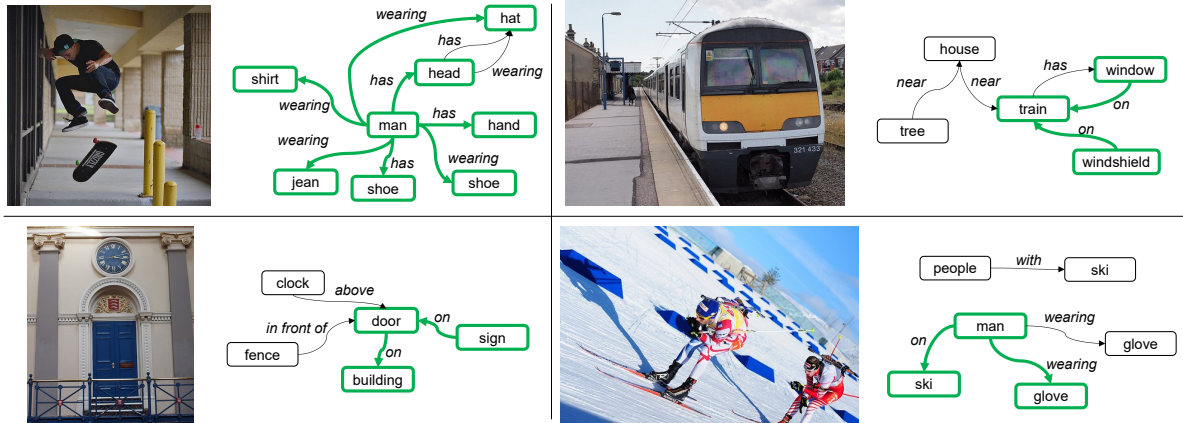 wearing
hat
has
head
wearing
shirt
has
wearing
man
has
hand
wearing
has
wearing
jean
shoe
shoe
house
has
window
near
near
train
on
tree
on
windshield
321 433
clock
above
in front of
door
on
sign
fence
on
building
people
with
ski
man
wearing
on
glove
wearing
ski
glove